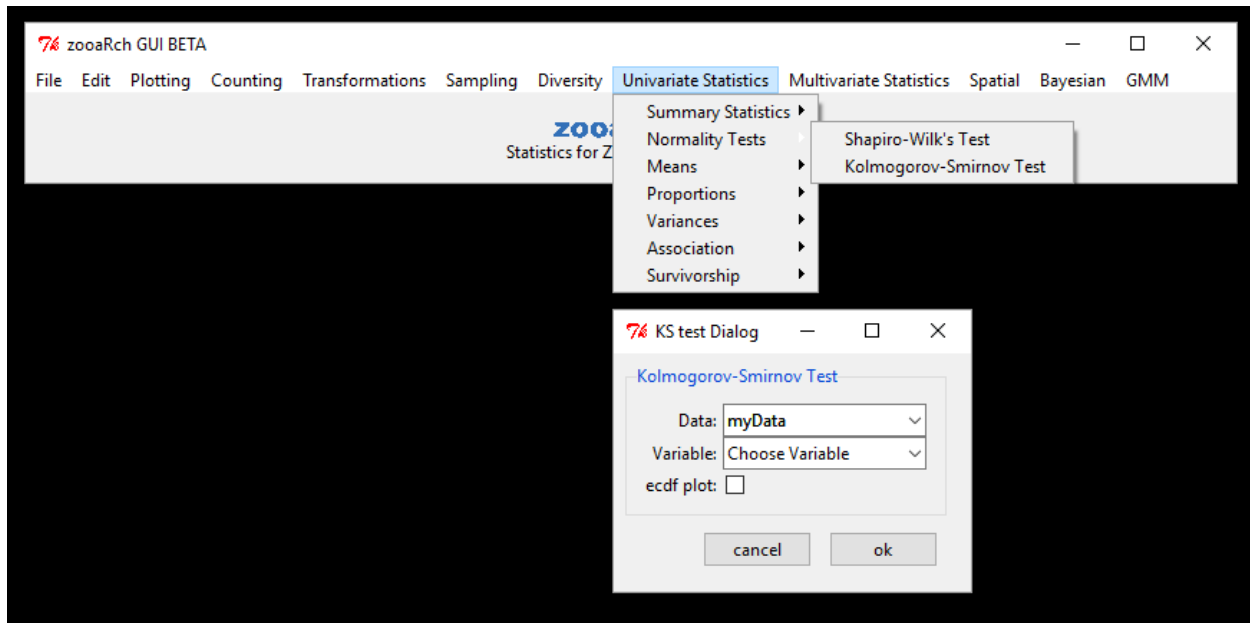 zooaRch GUI BETA
File Edit Plotting Counting Transformations Sampling Diversity Univariate Statistics Multivariate Statistics Spatial Bayesian GMM
Statistics for
Summary Statistics
Normality Tests
Means
Proportions
Variances
Association
Survivorship
Shapiro-Wilk's Test
Kolmogorov-Smirnov Test
KS test Dialog
Kolmogorov-Smirnov Test
Data: myData
Variable: Choose Variable
ecdf plot:
cancel ok